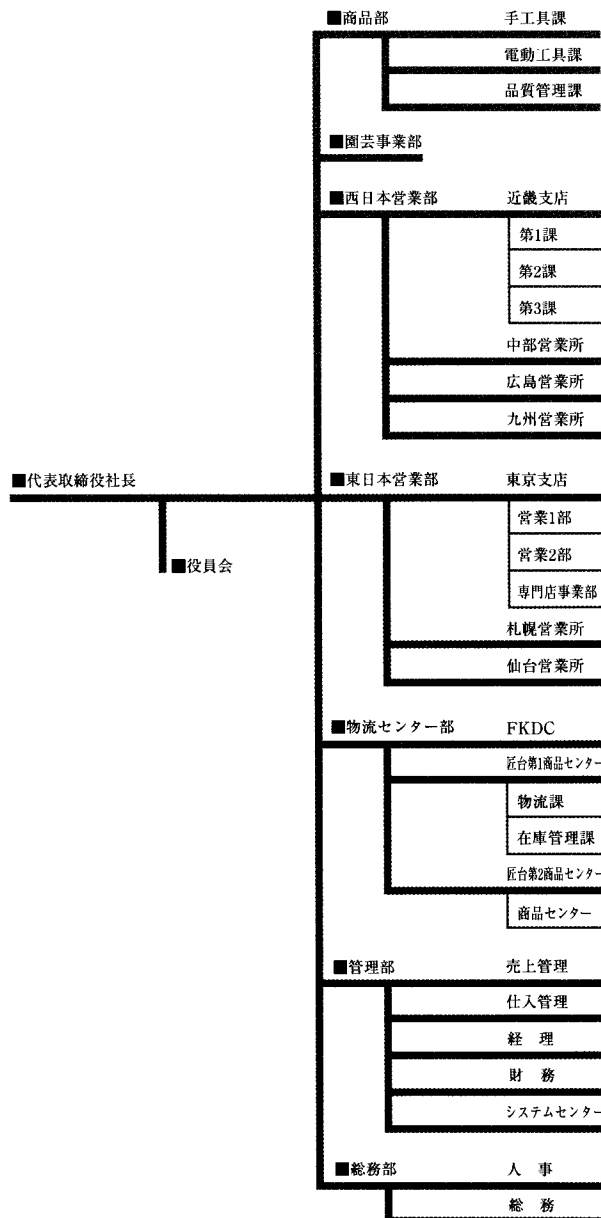 ■商品部 手工具課
電動工具課
品質管理課
■園芸事業部
■西日本営業部 近畿支店
第1課
第2課
第3課
中部営業所
広島営業所
九州営業所
■代表取締役社長
■役員会
■東日本営業部 東京支店
営業1部
営業2部
専門店事業部
札幌営業所
仙台営業所
■物流センター部 FKDC
匠台第1商品センター
物流課
在庫管理課
匠台第2商品センター
商品センター
■管理部 売上管理
仕入管理
経 理
財 務
システムセンター
■総務部 人 事
総 務